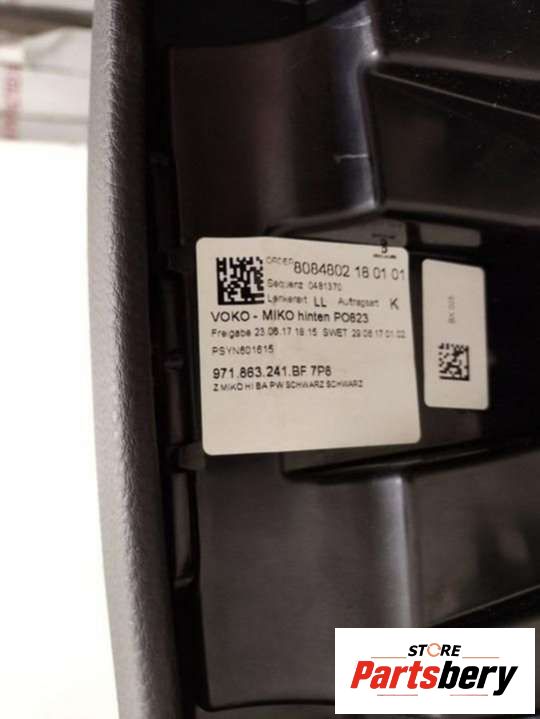 ORDER 8084802 18 01 01
Sequenz 0481370
Lenkereit LL Auftragsart K
VOKO - MIKO hinten PO623
Freigabe 23.06.17 18:15 SWET 29.06.17 01:02
PSYN601615
971.863.241.BF 7P6
Z MIKO HI BA PW SCHWARZ SCHWARZ
STORE
Partsbery